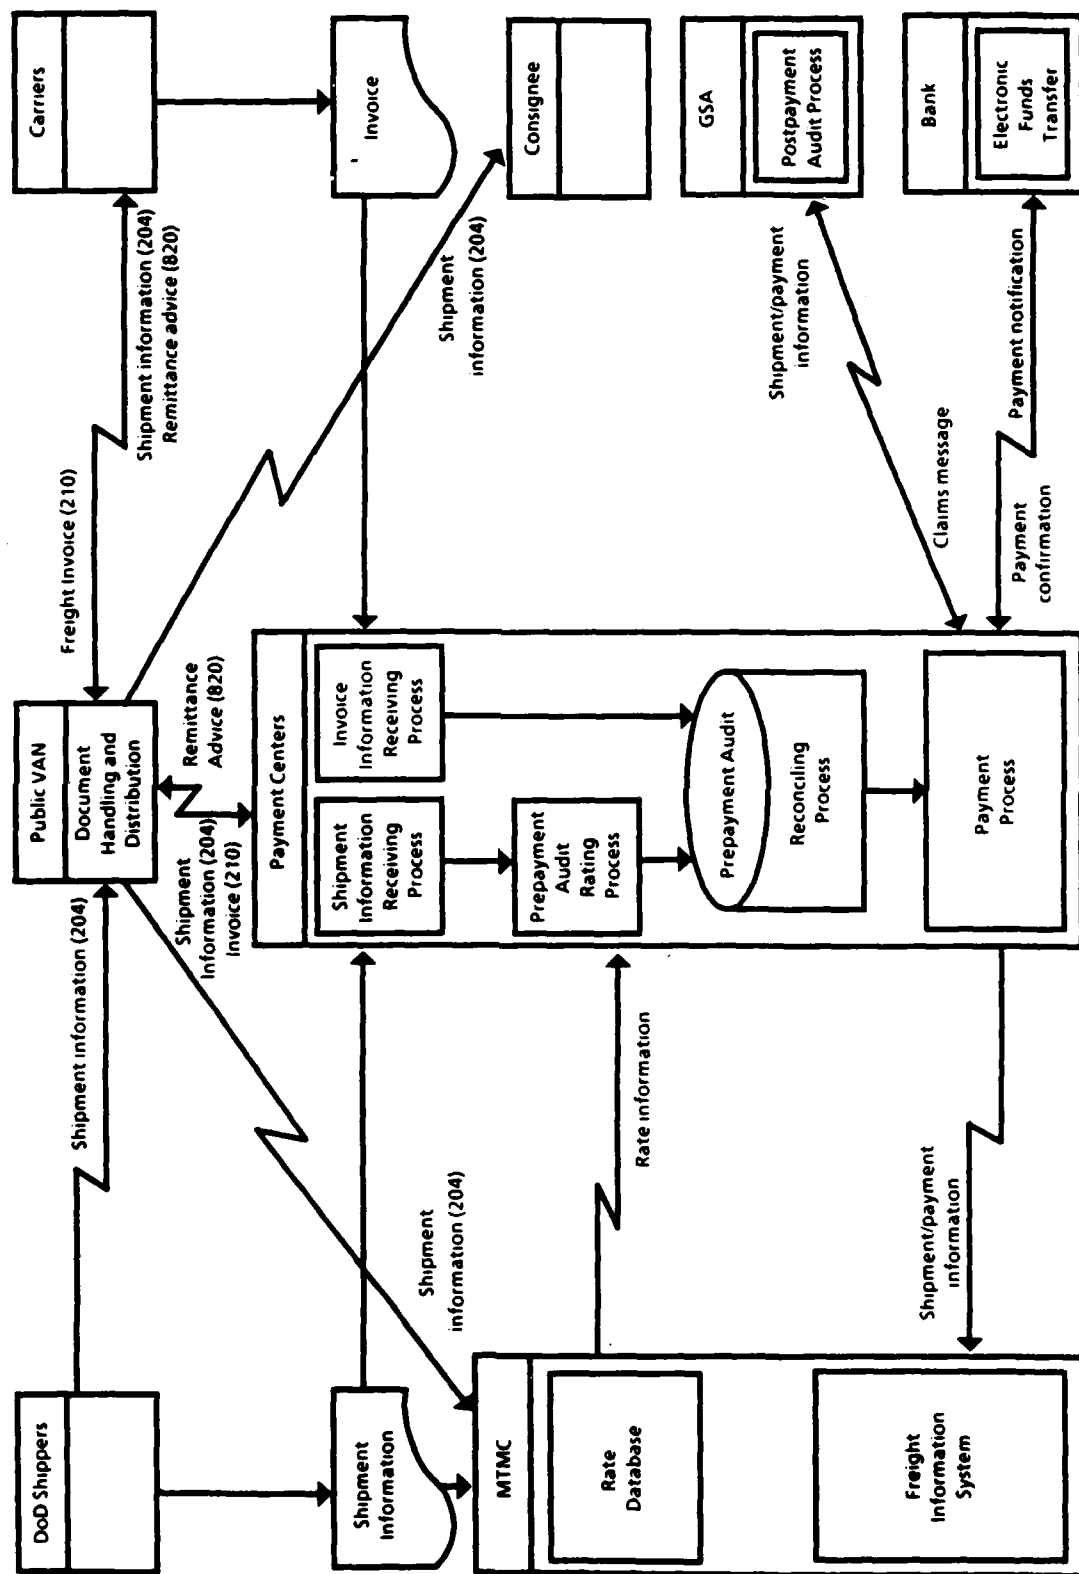 DoD Shippers
Shipment information (204)
Public VAN
Document
Handling and
Distribution
Freight Invoice (210)
Shipment information (204)
Remittance advice (820)
Carriers
Shipment
Information
Shipment
Information (204)
Invoice (210)
Remittance
Advice (820)
Invoice
Shipment
information (204)
Shipment
information (204)
Consignee
MTMC
Rate
Database
Freight
Information
System
Rate information
Shipment/payment
information
Payment Centers
Shipment
Information
Receiving
Process
Invoice
Information
Receiving
Process
Prepayment
Audit
Rating
Process
Prepayment Audit
Reconciling
Process
Payment
Process
Shipment/payment
information
Claims message
GSA
Postpayment
Audit Process
Payment
confirmation
Payment notification
Bank
Electronic
Funds
Transfer